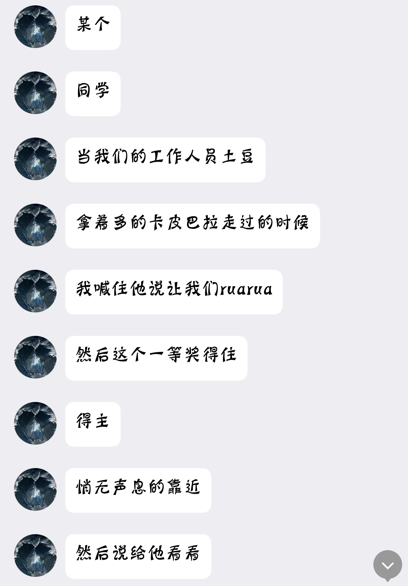 某个
同学
当我们的工作人员土豆
拿着多的卡皮巴拉走过的时候
我喊住他说让我们ruarua
然后这个一等奖得住
得主
悄无声息的靠近
然后说给他看看